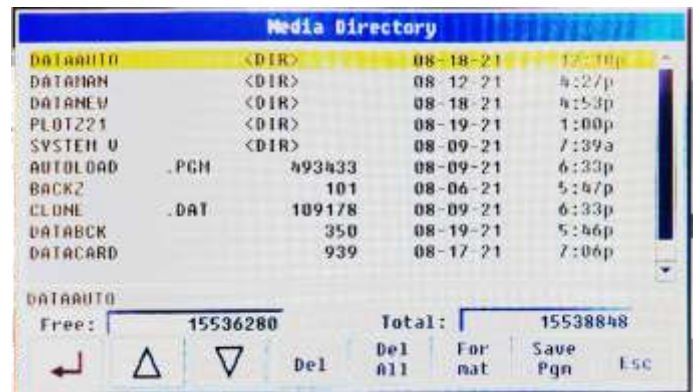 Media Directory
DATAAUTO <DIR> 08-18-21
DATAMAN <DIR> 08-12-21 4:27p
DATANEW <DIR> 08-18-21 4:53p
PLOTZ21 <DIR> 08-19-21 1:00p
SYSTEM V <DIR> 08-09-21 7:39a
AUTOLOAD .PGM 493433 08-09-21 6:33p
BACKZ 101 08-06-21 5:47p
CLONE .DAT 109178 08-09-21 6:33p
DATABCK 350 08-19-21 5:46p
DATACARD 939 08-17-21 7:06p
DATAAUTO
Free: 15536280 Total: 15538848
Del Del All For mat Save Pgm Esc